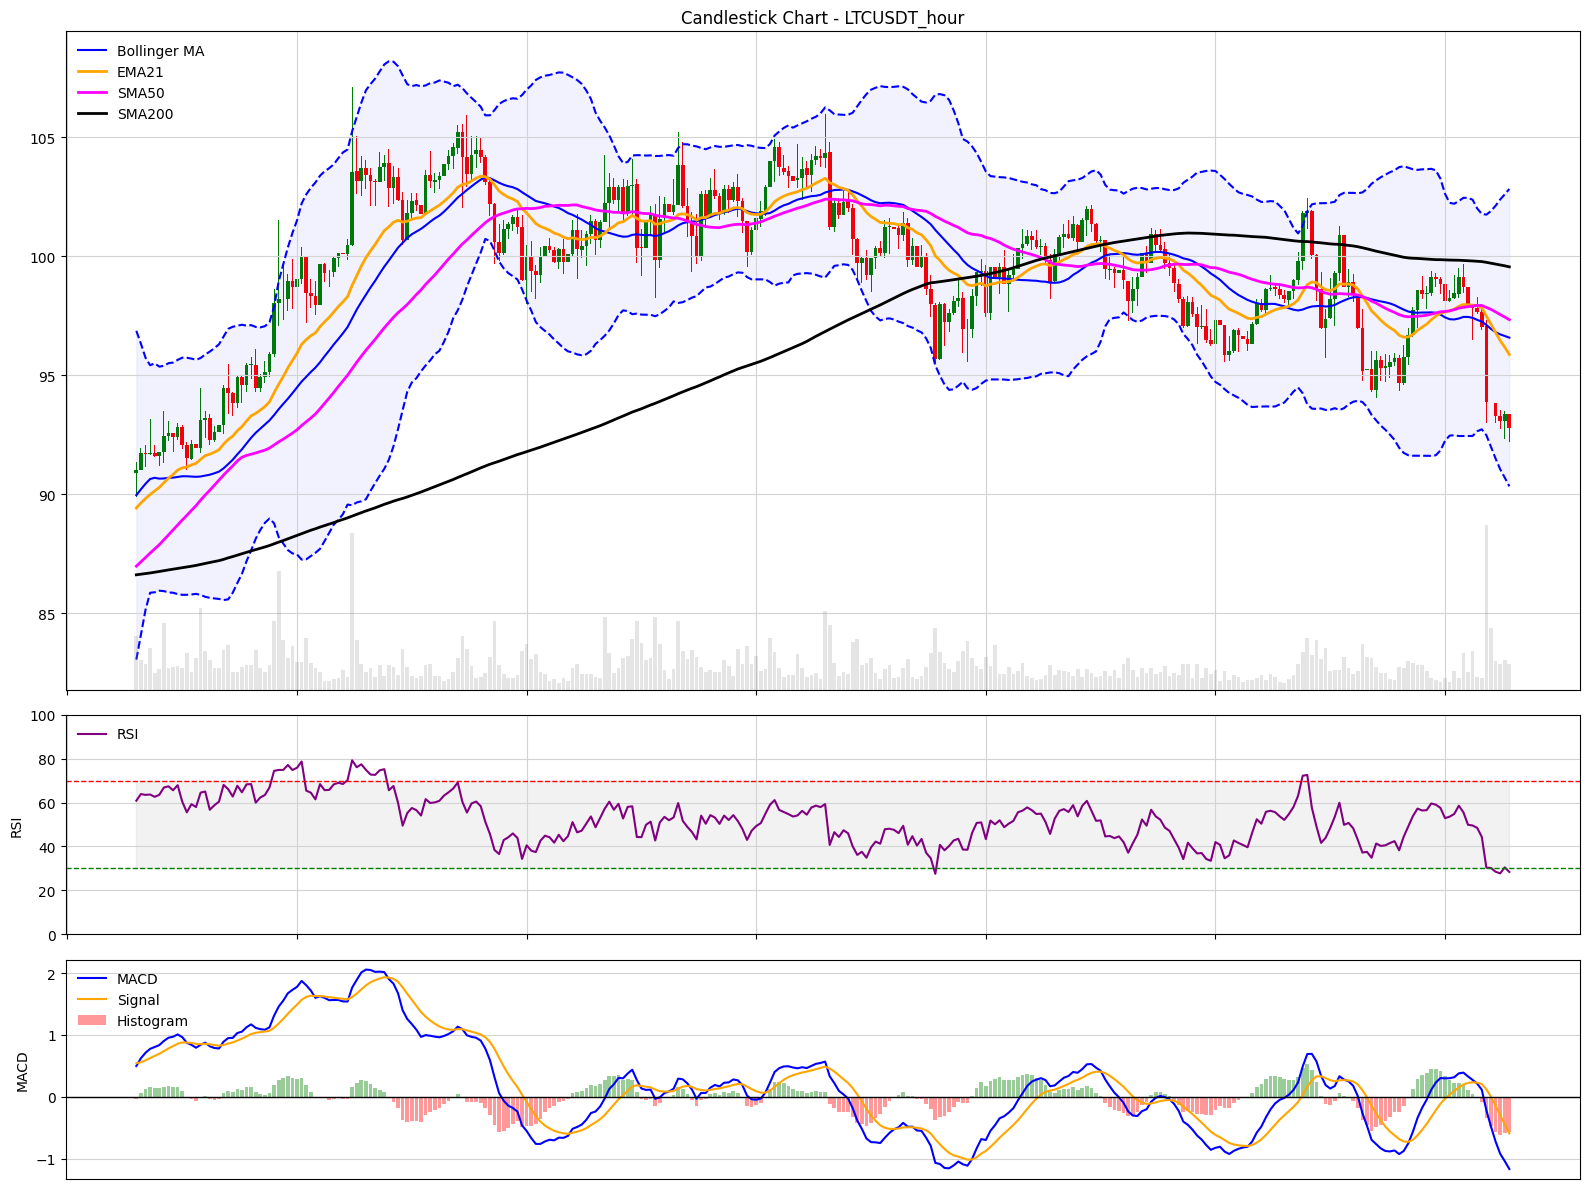 Candlestick Chart - LTCUSDT_hour
Bollinger MA
EMA21
SMA50
SMA200
105
100
95
90
85
100
80
60
40
20
0
RSI
RSI
2
1
0
−1
MACD
MACD
Signal
Histogram